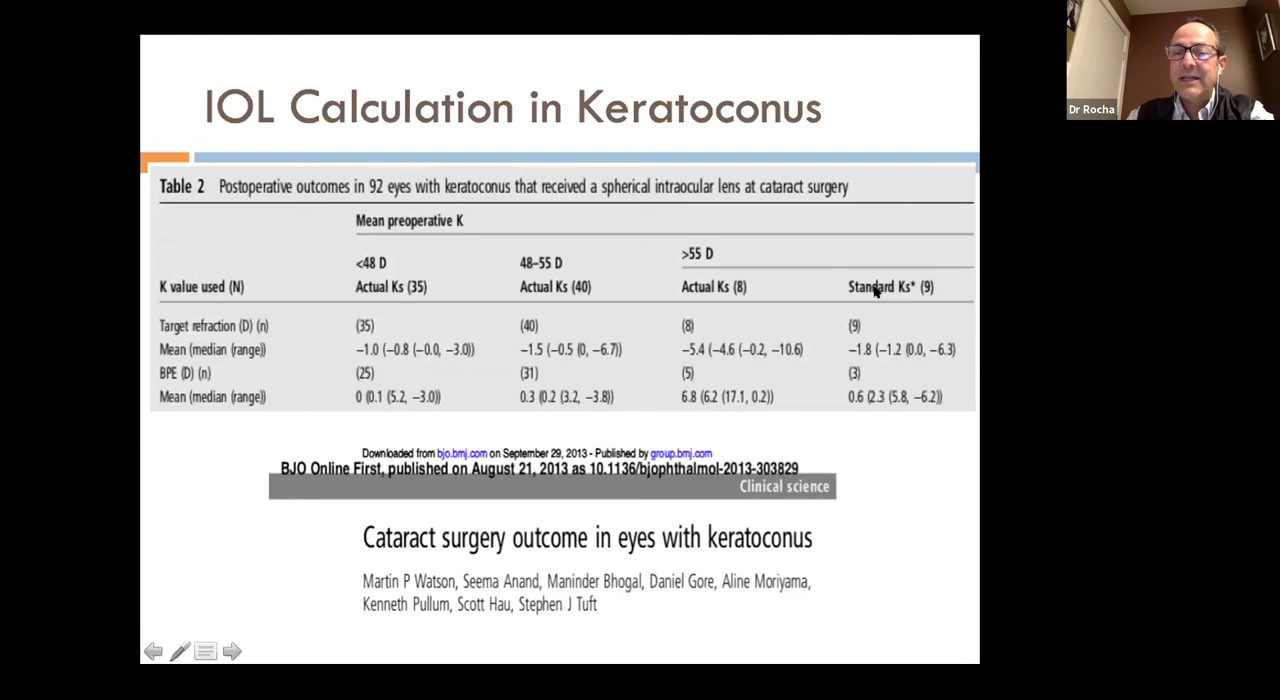 IOL Calculation in Keratoconus
Table 2 Postoperative outcomes in 92 eyes with keratoconus that received a spherical intraocular lens at cataract surgery
Mean preoperative K
<48 D 48–55 D >55 D
K value used (N) Actual Ks (35) Actual Ks (40) Actual Ks (8) Standard Ks* (9)
Target refraction (D) (n) (35) (40) (8) (9)
Mean (median (range)) −1.0 (−0.8 (−0.0, −3.0)) −1.5 (−0.5 (0, −6.7)) −5.4 (−4.6 (−0.2, −10.6) −1.8 (−1.2 (0.0, −6.3)
BPE (D) (n) (25) (31) (5) (3)
Mean (median (range)) 0 (0.1 (5.2, −3.0)) 0.3 (0.2 (3.2, −3.8)) 6.8 (6.2 (17.1, 0.2)) 0.6 (2.3 (5.8, −6.2))
Downloaded from bjo.bmj.com on September 29, 2013 - Published by group.bmj.com
BJO Online First, published on August 21, 2013 as 10.1136/bjophthalmol-2013-303829
Clinical science
Cataract surgery outcome in eyes with keratoconus
Martin P Watson, Seema Anand, Maninder Bhogal, Daniel Gore, Aline Moriyama,
Kenneth Pullum, Scott Hau, Stephen J Tuft
Dr Rocha